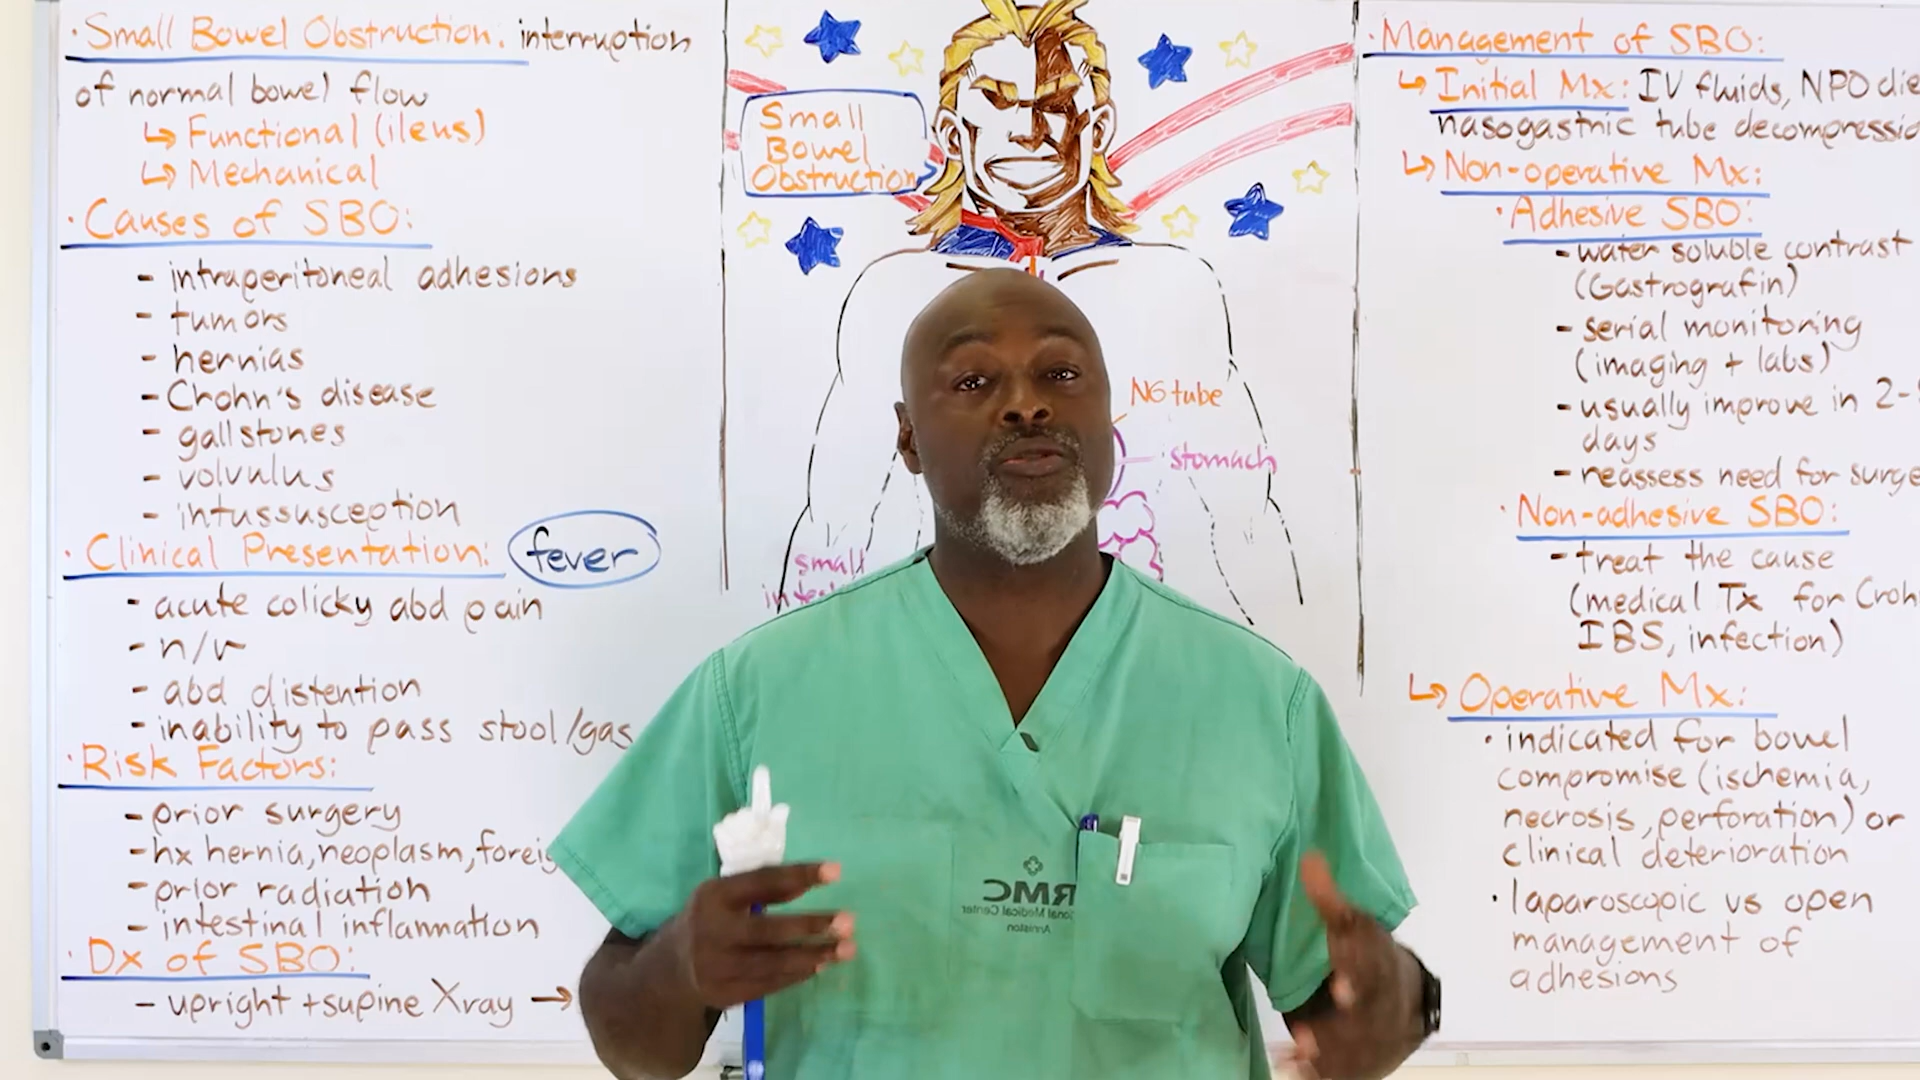 · Small Bowel Obstruction: interruption
of normal bowel flow
↳ Functional (ileus)
↳ Mechanical
· Causes of SBO:
- intraperitoneal adhesions
- tumors
- hernias
- Crohn's disease
- gallstones
- volvulus
- intussusception
· Clinical Presentation: fever
- acute colicky abd pain
- n/v
- abd distention
- inability to pass stool/gas
· Risk Factors:
- prior surgery
- hx hernia, neoplasm,
- prior radiation
- intestinal inflammation
· Dx of SBO:
- upright + supine Xray →
Small
Bowel
Obstruction
NG tube
stomach
small
RMC
onal Medical Center
Anniston
· Management of SBO:
↳ Initial Mx: IV fluids, NPO
nasogastric tube
↳ Non-operative Mx:
· Adhesive SBO:
- water soluble contrast
(Gastrografin)
- serial monitoring
(imaging + labs)
- usually improve in 2-
days
- reassess need for
· Non-adhesive SBO:
- treat the cause
(medical Tx for
IBS, infection)
↳ Operative Mx:
· indicated for bowel
compromise (ischemia,
necrosis, perforation) or
clinical deterioration
· laparoscopic vs open
management of
adhesions